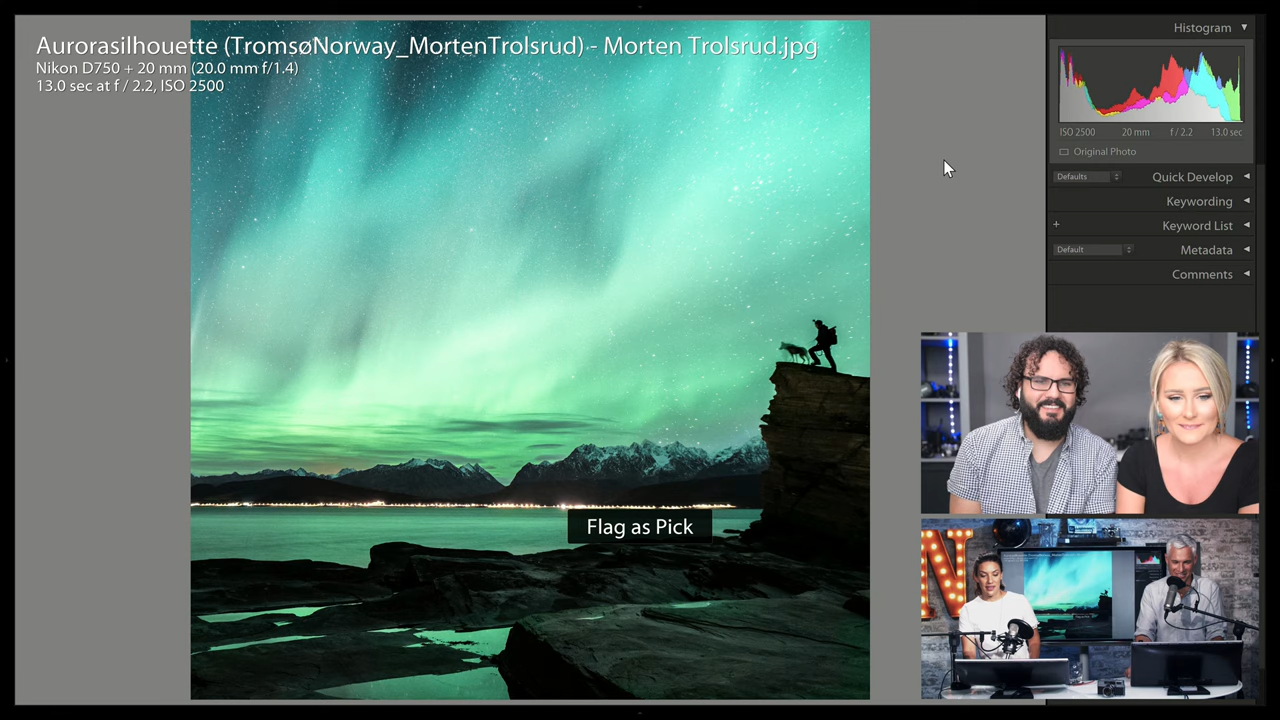 Aurorasilhouette (TromsøNorway_MortenTrolsrud) - Morten Trolsrud.jpg
Nikon D750 + 20 mm (20.0 mm f/1.4)
13.0 sec at f / 2.2, ISO 2500
Histogram
ISO 2500 20 mm f / 2.2 13.0 sec
Original Photo
Defaults Quick Develop
Keywording
+ Keyword List
Default Metadata
Comments
Flag as Pick
N